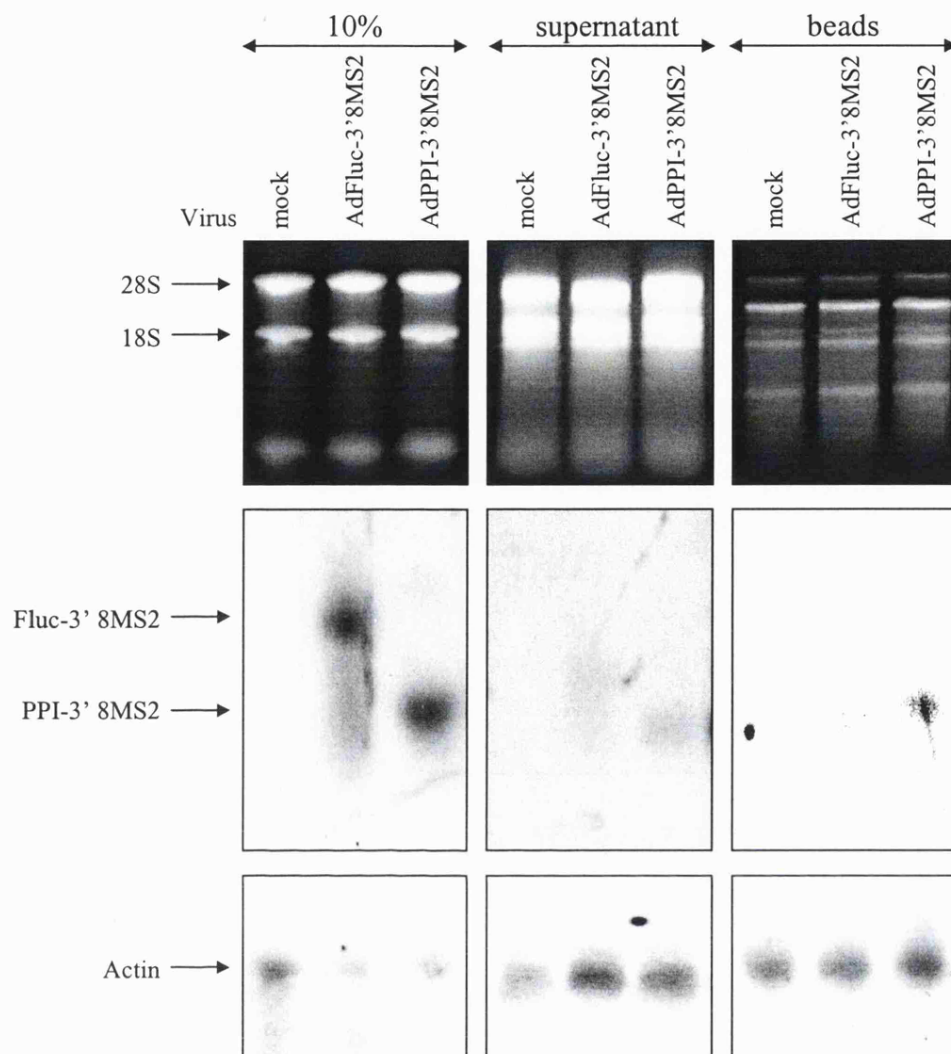 10% supernatant beads
Virus mock AdFluc-3’8MS2 AdPPI-3’8MS2 mock AdFluc-3’8MS2 AdPPI-3’8MS2 mock AdFluc-3’8MS2 AdPPI-3’8MS2
28S
18S
Fluc-3’ 8MS2
PPI-3’ 8MS2
Actin